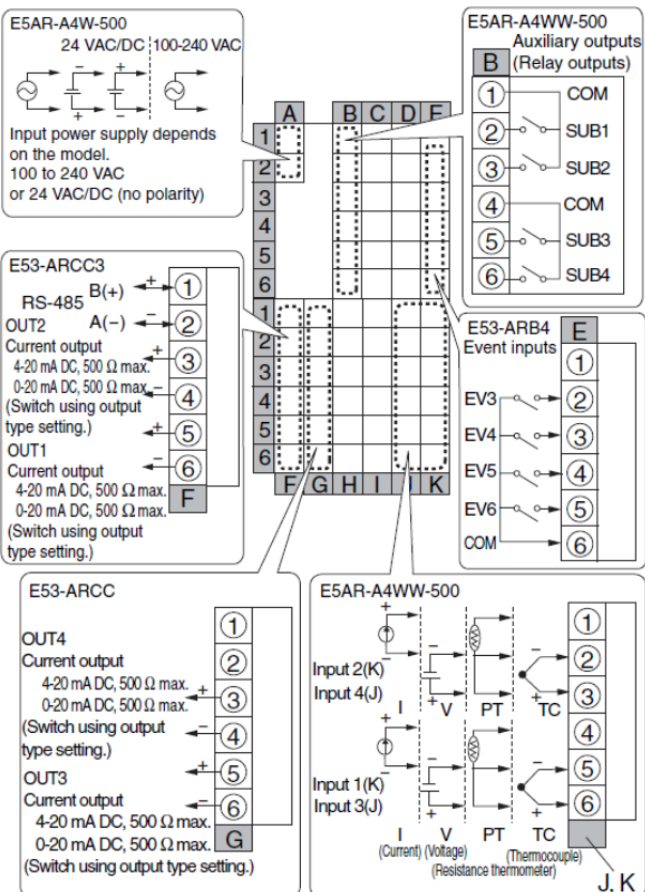 E5AR-A4W-500
24 VAC/DC 100-240 VAC
− + 
+ −
Input power supply depends
on the model.
100 to 240 VAC
or 24 VAC/DC (no polarity)
E5AR-A4WW-500
Auxiliary outputs
B (Relay outputs)
1 COM
2 SUB1
3 SUB2
4 COM
5 SUB3
6 SUB4
A B C D E
1
2
3
4
5
6
1
2
3
4
5
6
F G H I J K
E53-ARCC3
RS-485 B(+) + 1
OUT2 A(−) − 2
Current output
4-20 mA DC, 500 Ω max. + 3
0-20 mA DC, 500 Ω max. − 4
(Switch using output
type setting.) + 5
OUT1
Current output − 6
4-20 mA DC, 500 Ω max.
0-20 mA DC, 500 Ω max. F
(Switch using output
type setting.)
E53-ARB4 E
Event inputs
1
EV3 2
EV4 3
EV5 4
EV6 5
COM 6
E53-ARCC
1
OUT4
Current output 2
4-20 mA DC, 500 Ω max.
0-20 mA DC, 500 Ω max. + 3
(Switch using output − 4
type setting.)
OUT3 + 5
Current output − 6
4-20 mA DC, 500 Ω max.
0-20 mA DC, 500 Ω max. G
(Switch using output type setting.)
E5AR-A4WW-500
1
+ − − 2
Input 2(K)
Input 4(J) − + + 3
I V PT TC
4
+ − − 5
Input 1(K)
Input 3(J) − + + 6
I V PT TC
(Current) (Voltage) (Thermocouple)
(Resistance thermometer)
J. K